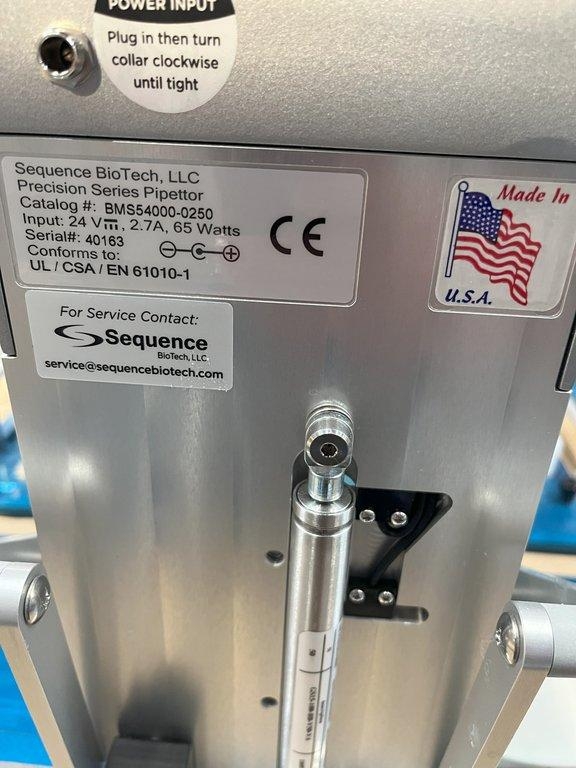 POWER INPUT
Plug in then turn
collar clockwise
until tight
Sequence BioTech, LLC
Precision Series Pipettor
Catalog #: BMS54000-0250
Input: 24 V⎓, 2.7A, 65 Watts
Serial#: 40163
Conforms to:
UL / CSA / EN 61010-1
CE
Made In
U.S.A.
For Service Contact:
Sequence
BioTech, LLC
service@sequencebiotech.com